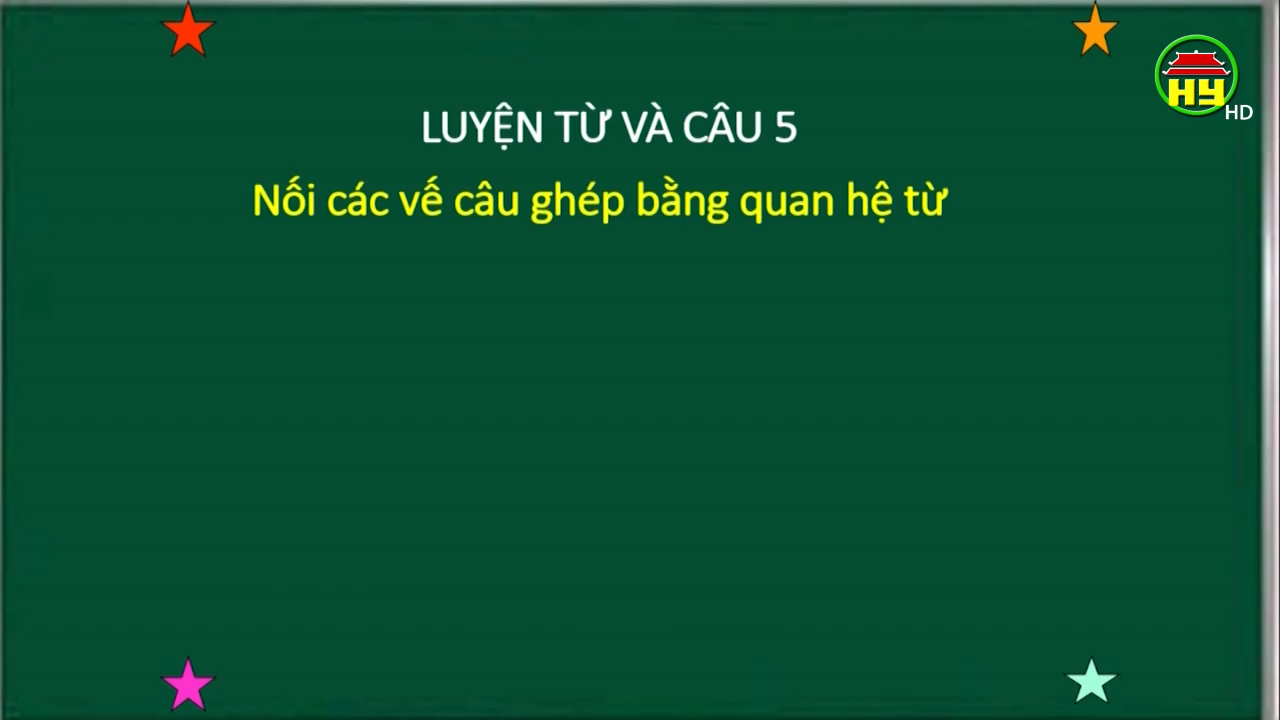 HY
HD
LUYỆN TỪ VÀ CÂU 5
Nối các vế câu ghép bằng quan hệ từ